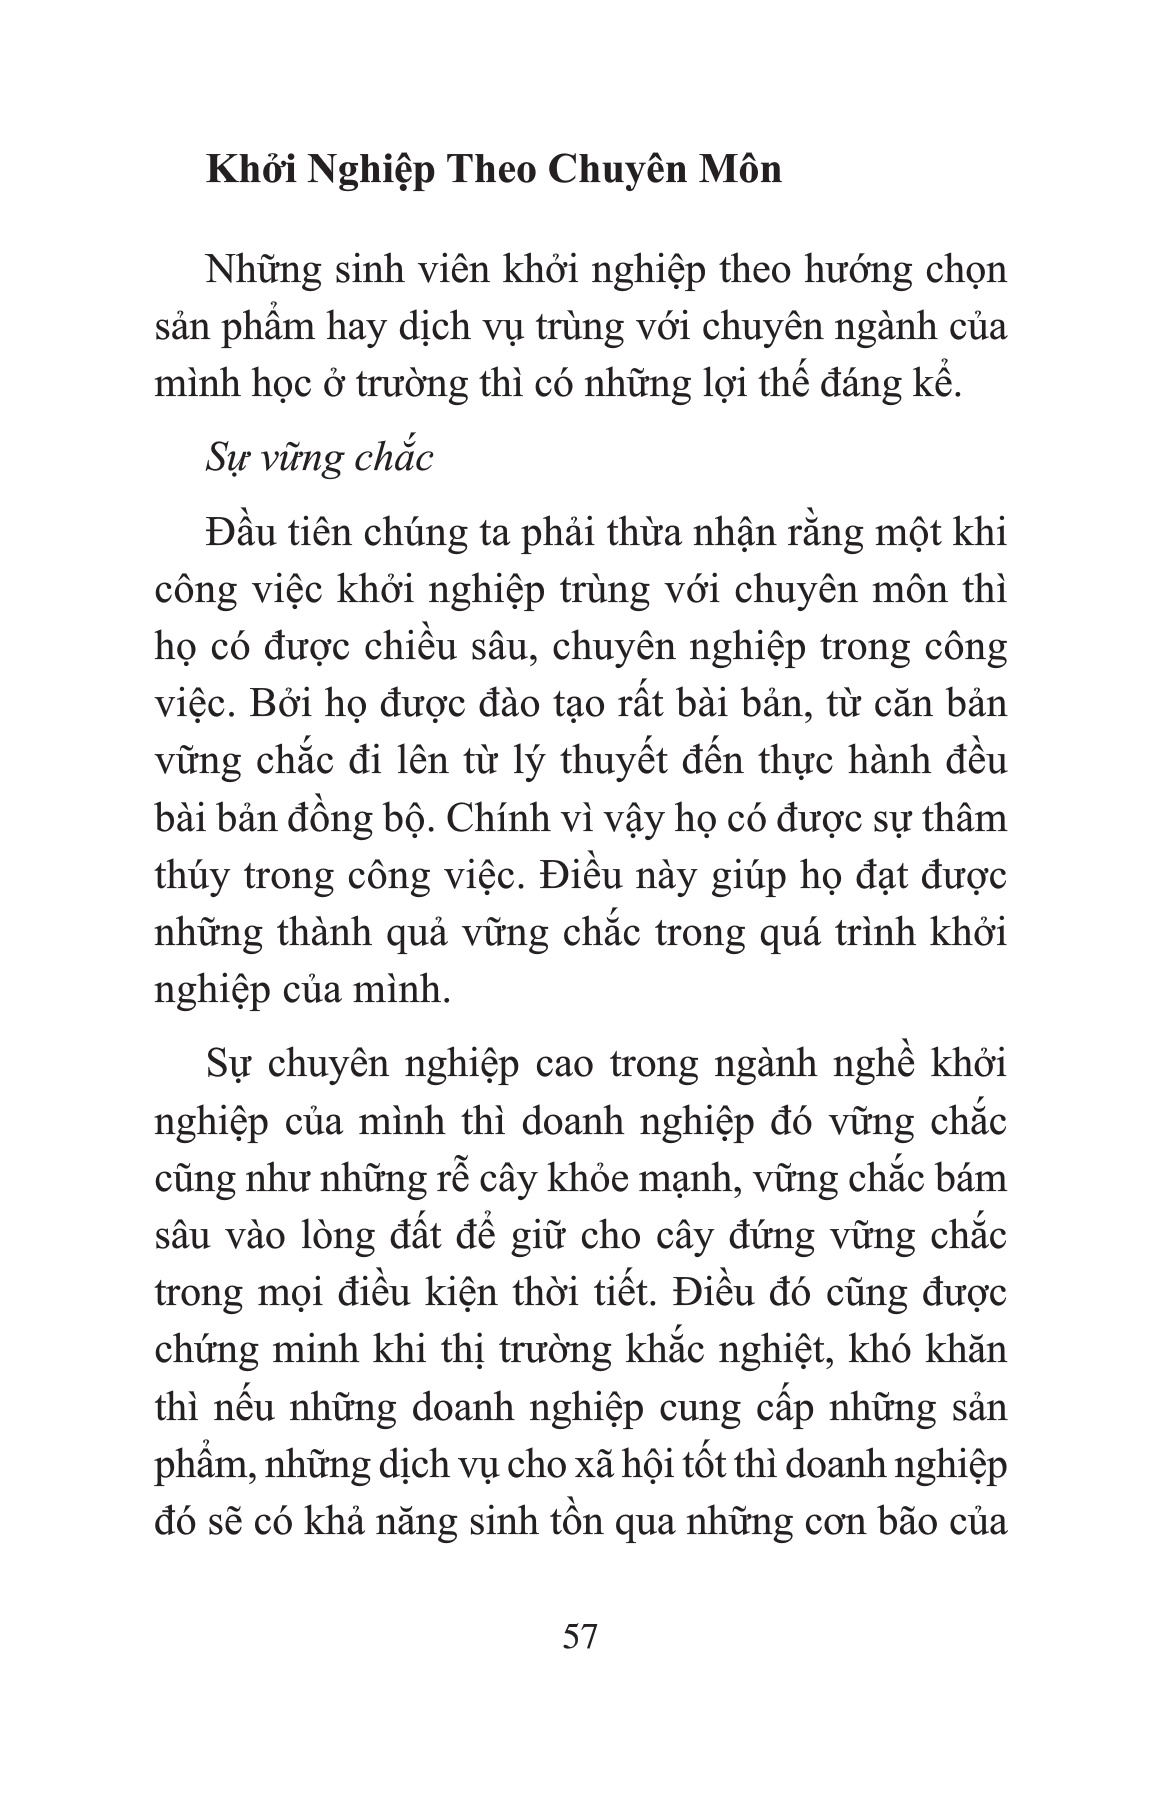 Khởi Nghiệp Theo Chuyên Môn
Những sinh viên khởi nghiệp theo hướng chọn
sản phẩm hay dịch vụ trùng với chuyên ngành của
mình học ở trường thì có những lợi thế đáng kể.
Sự vững chắc
Đầu tiên chúng ta phải thừa nhận rằng một khi
công việc khởi nghiệp trùng với chuyên môn thì
họ có được chiều sâu, chuyên nghiệp trong công
việc. Bởi họ được đào tạo rất bài bản, từ căn bản
vững chắc đi lên từ lý thuyết đến thực hành đều
bài bản đồng bộ. Chính vì vậy họ có được sự thâm
thúy trong công việc. Điều này giúp họ đạt được
những thành quả vững chắc trong quá trình khởi
nghiệp của mình.
Sự chuyên nghiệp cao trong ngành nghề khởi
nghiệp của mình thì doanh nghiệp đó vững chắc
cũng như những rễ cây khỏe mạnh, vững chắc bám
sâu vào lòng đất để giữ cho cây đứng vững chắc
trong mọi điều kiện thời tiết. Điều đó cũng được
chứng minh khi thị trường khắc nghiệt, khó khăn
thì nếu những doanh nghiệp cung cấp những sản
phẩm, những dịch vụ cho xã hội tốt thì doanh nghiệp
đó sẽ có khả năng sinh tồn qua những cơn bão của
57